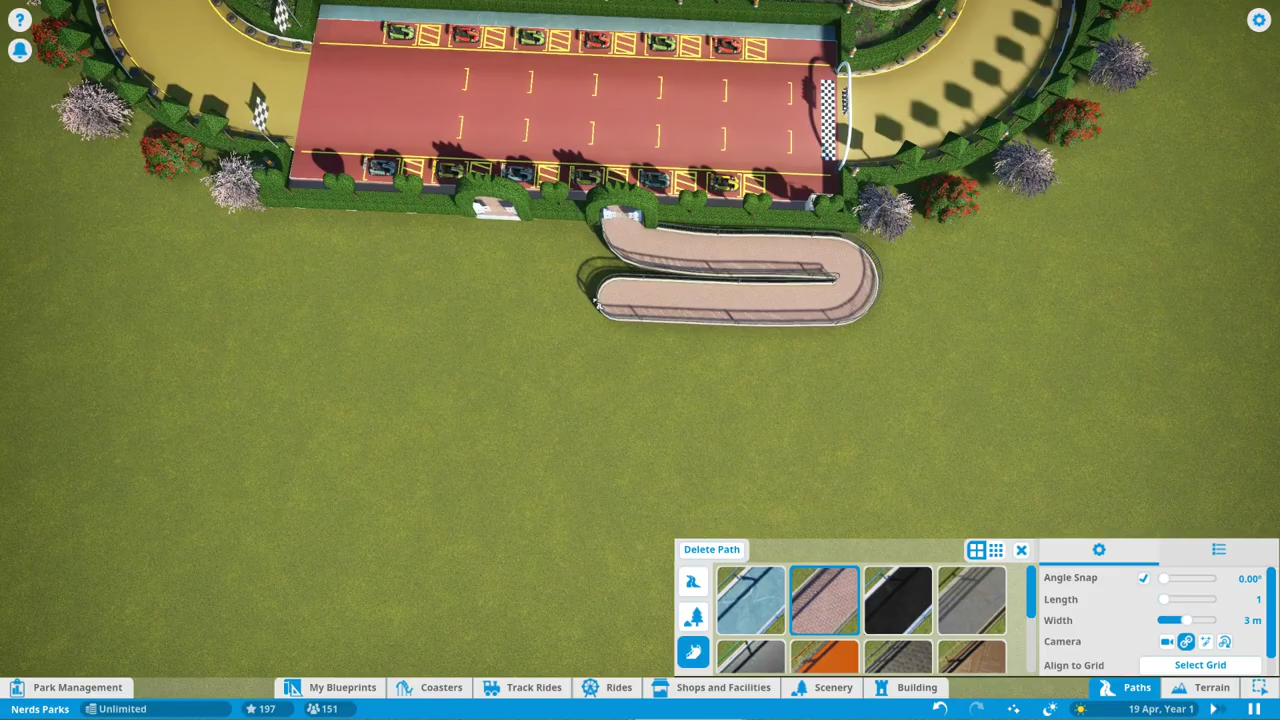 Delete Path
Angle Snap 0.00°
Length 1
Width 3 m
Camera
Align to Grid Select Grid
Park Management My Blueprints Coasters Track Rides Rides Shops and Facilities Scenery Building Paths Terrain
Nerds Parks Unlimited 197 151 19 Apr, Year 1